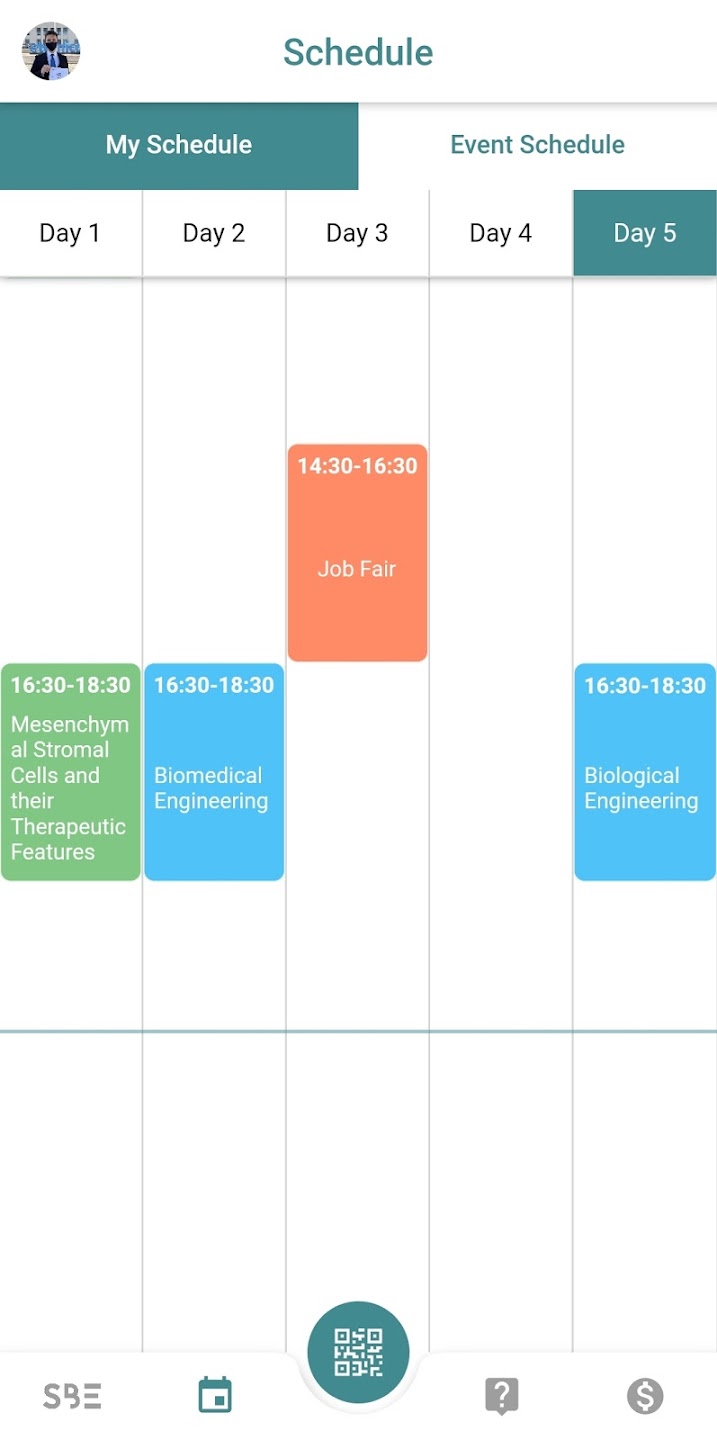 Schedule
My Schedule
Event Schedule
Day 1
Day 2
Day 3
Day 4
Day 5
14:30-16:30
Job Fair
16:30-18:30
Mesenchym
al Stromal
Cells and
their
Therapeutic
Features
16:30-18:30
Biomedical
Engineering
16:30-18:30
Biological
Engineering
SBE
?
$